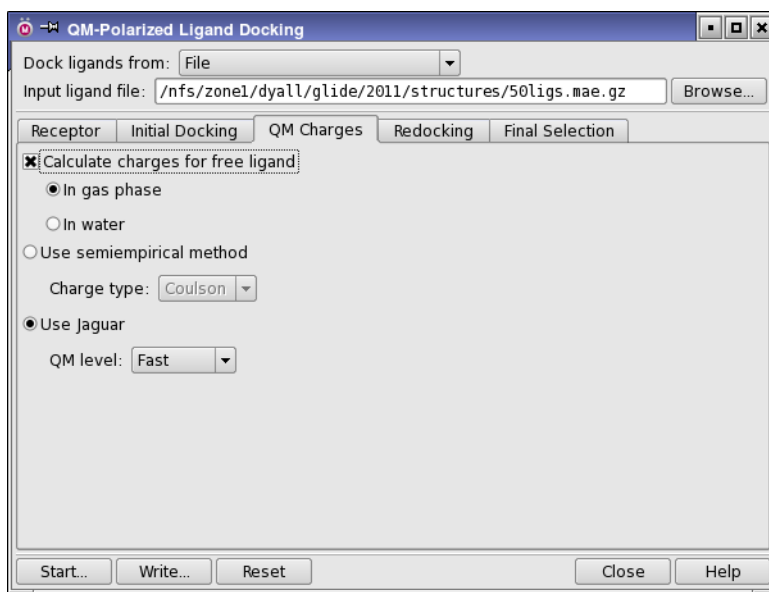 QM-Polarized Ligand Docking
Dock ligands from: File
Input ligand file: /nfs/zone1/dyall/glide/2011/structures/50ligs.mae.gz Browse...
Receptor Initial Docking QM Charges Redocking Final Selection
Calculate charges for free ligand
In gas phase
In water
Use semiempirical method
Charge type: Coulson
Use Jaguar
QM level: Fast
Start... Write... Reset Close Help